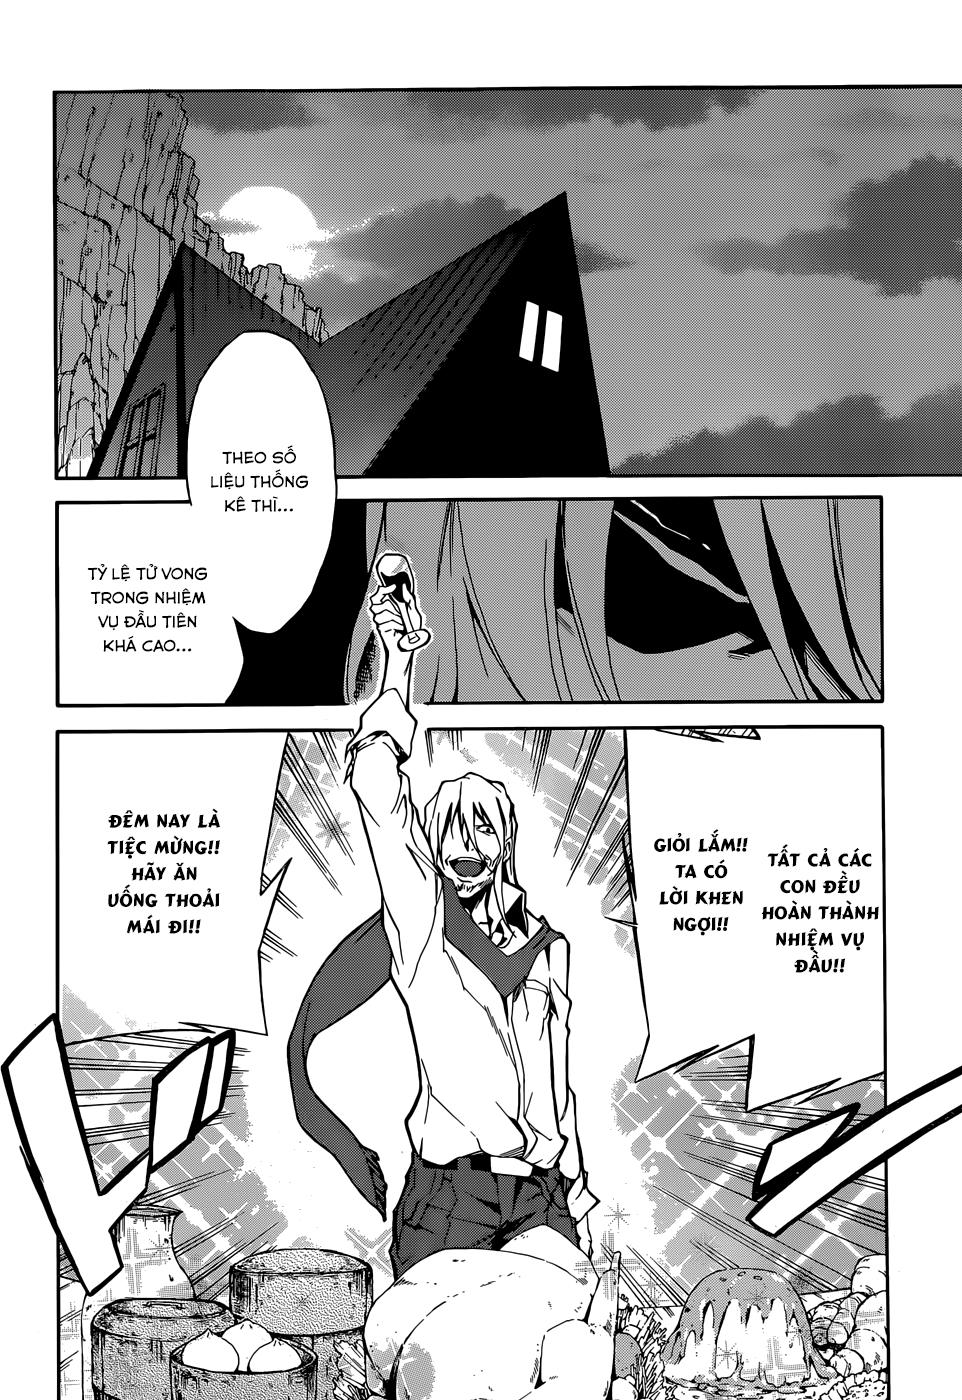 THEO SỐ
LIỆU THỐNG
KÊ THÌ...
TỶ LỆ TỬ VONG
TRONG NHIỆM
VỤ ĐẦU TIÊN
KHÁ CAO...
TẤT CẢ CÁC
CON ĐỀU
HOÀN THÀNH
NHIỆM VỤ
ĐẦU!!
GIỎI LẮM!!
TA CÓ
LỜI KHEN
NGỢI!!
ĐÊM NAY LÀ
TIỆC MỪNG!!
HÃY ĂN
UỐNG THOẢI
MÁI ĐI!!